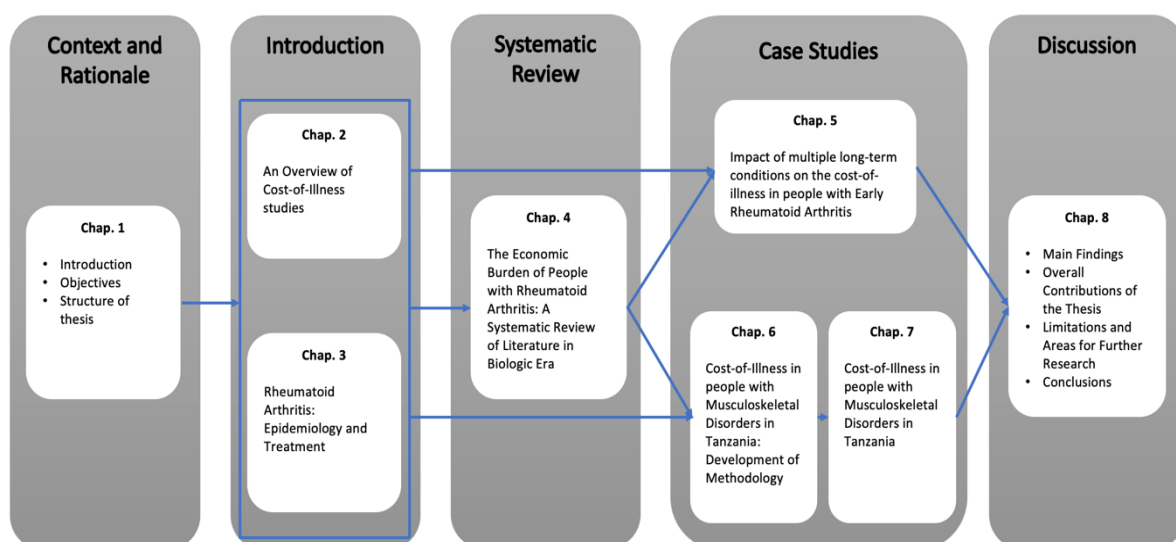 Context and
Rationale
Chap. 1
• Introduction
• Objectives
• Structure of
thesis
Introduction
Chap. 2
An Overview of
Cost-of-Illness
studies
Chap. 3
Rheumatoid
Arthritis:
Epidemiology and
Treatment
Systematic
Review
Chap. 4
The Economic
Burden of People
with Rheumatoid
Arthritis: A
Systematic Review
of Literature in
Biologic Era
Case Studies
Chap. 5
Impact of multiple long-term
conditions on the cost-of-
illness in people with Early
Rheumatoid Arthritis
Chap. 6
Cost-of-Illness in
people with
Musculoskeletal
Disorders in
Tanzania:
Development of
Methodology
Chap. 7
Cost-of-Illness in
people with
Musculoskeletal
Disorders in
Tanzania
Discussion
Chap. 8
• Main Findings
• Overall
Contributions of
the Thesis
• Limitations and
Areas for Further
Research
• Conclusions